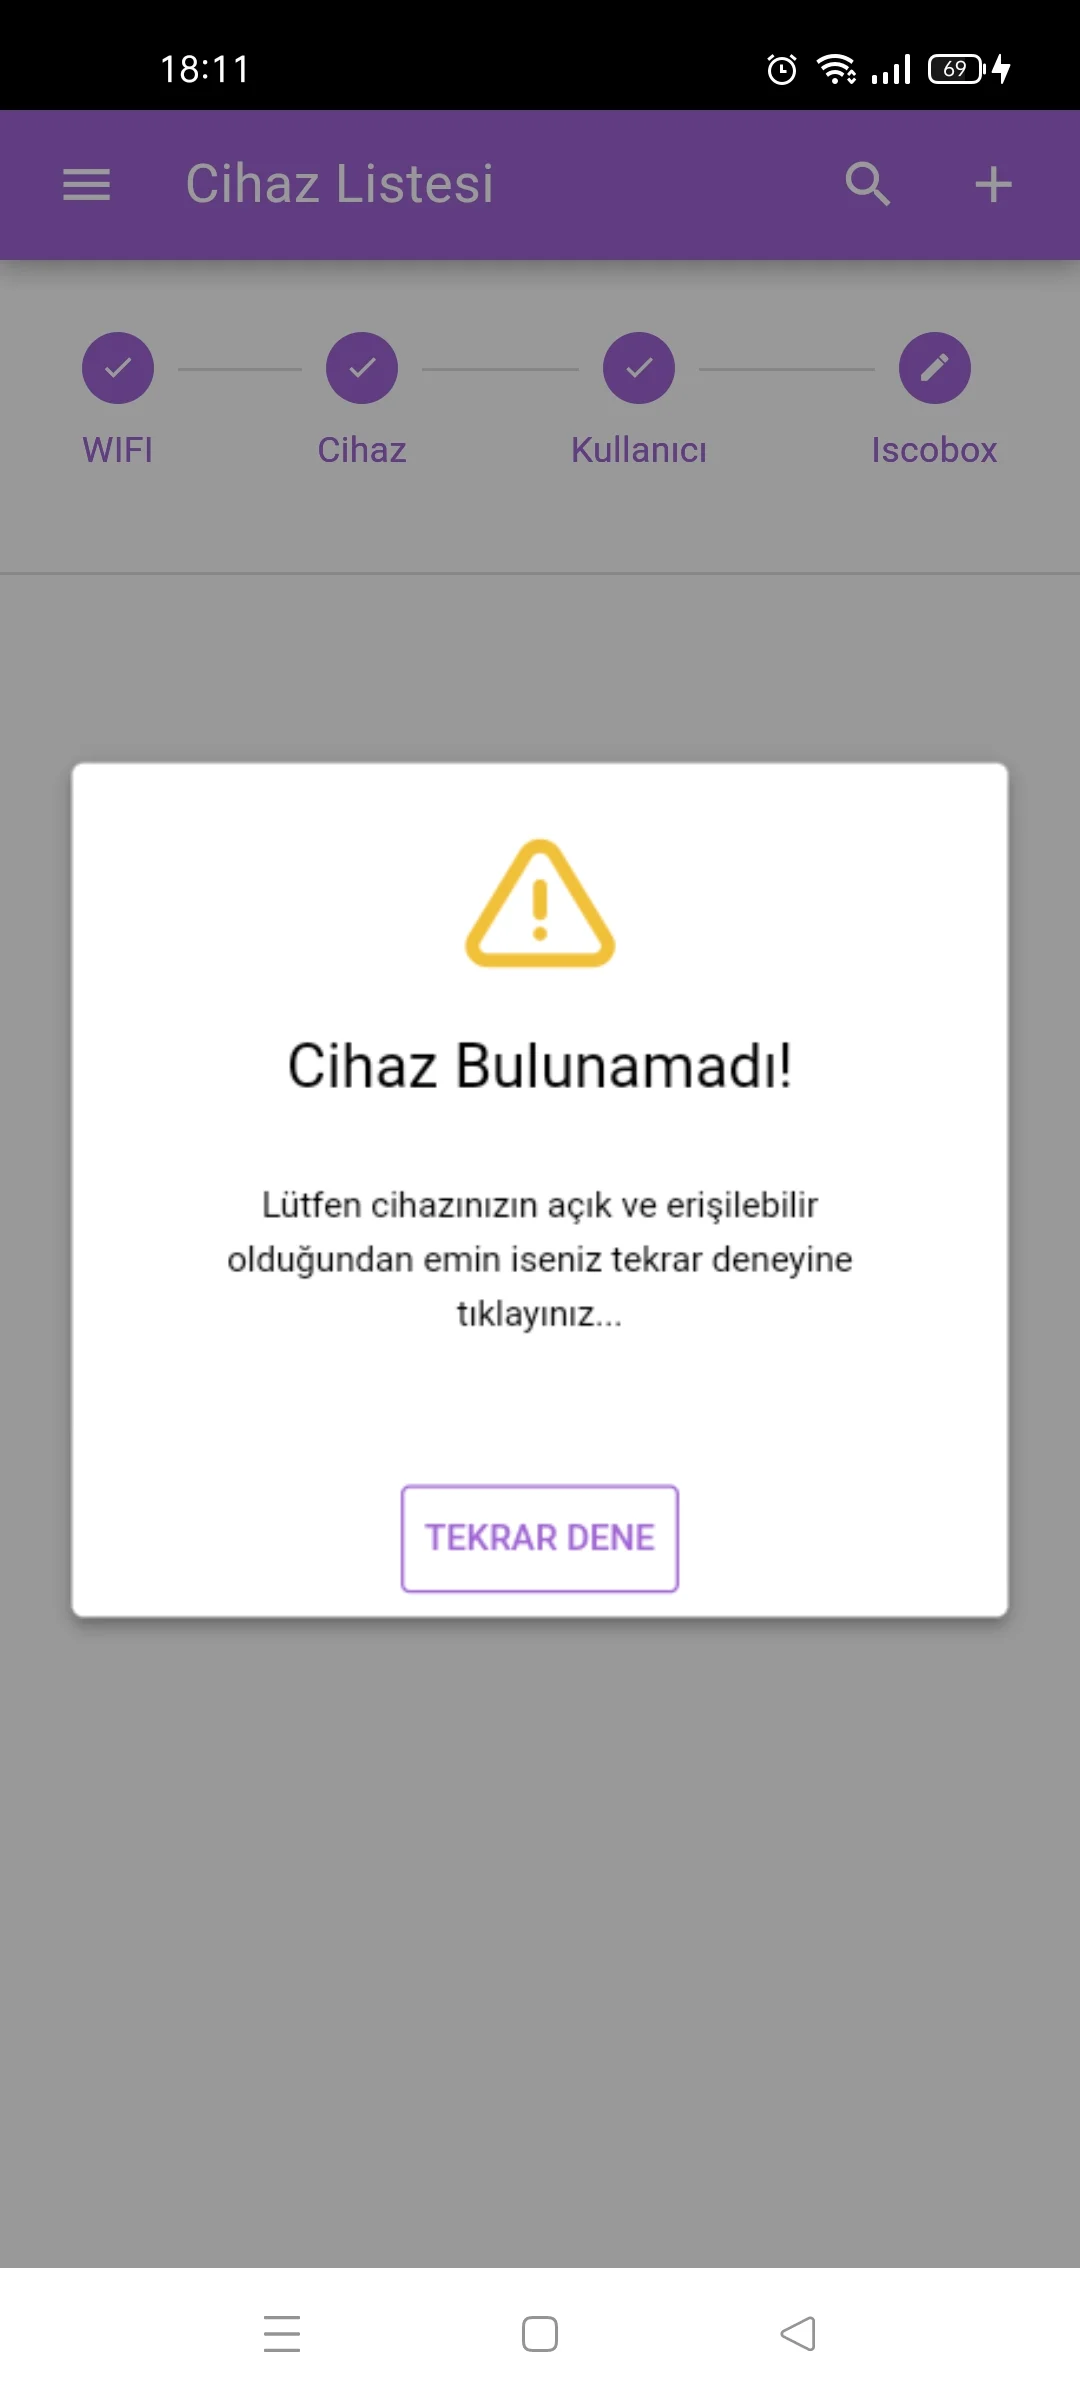 18:11
69
Cihaz Listesi
WIFI
Cihaz
Kullanıcı
Iscobox
Cihaz Bulunamadı!
Lütfen cihazınızın açık ve erişilebilir
olduğundan emin iseniz tekrar deneyine
tıklayınız...
TEKRAR DENE